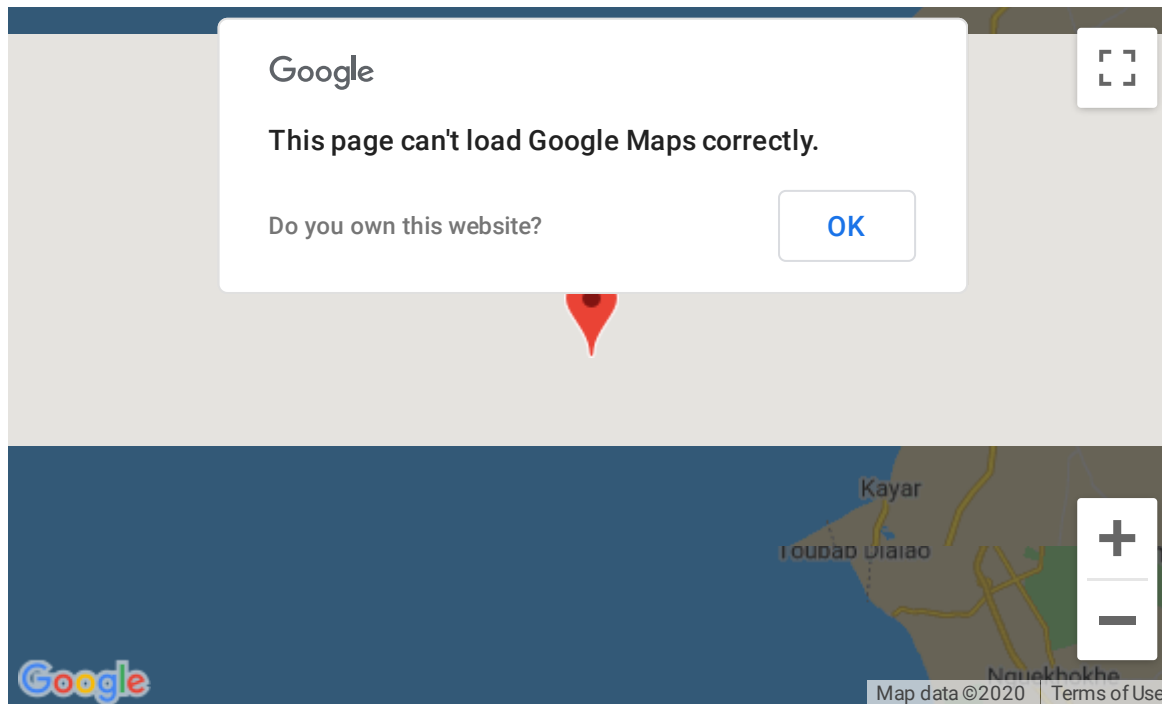 Google
This page can't load Google Maps correctly.
Do you own this website?
OK
Kayar
Toubab Dialao
Nguekhokhe
Google
Map data ©2020
Terms of Use